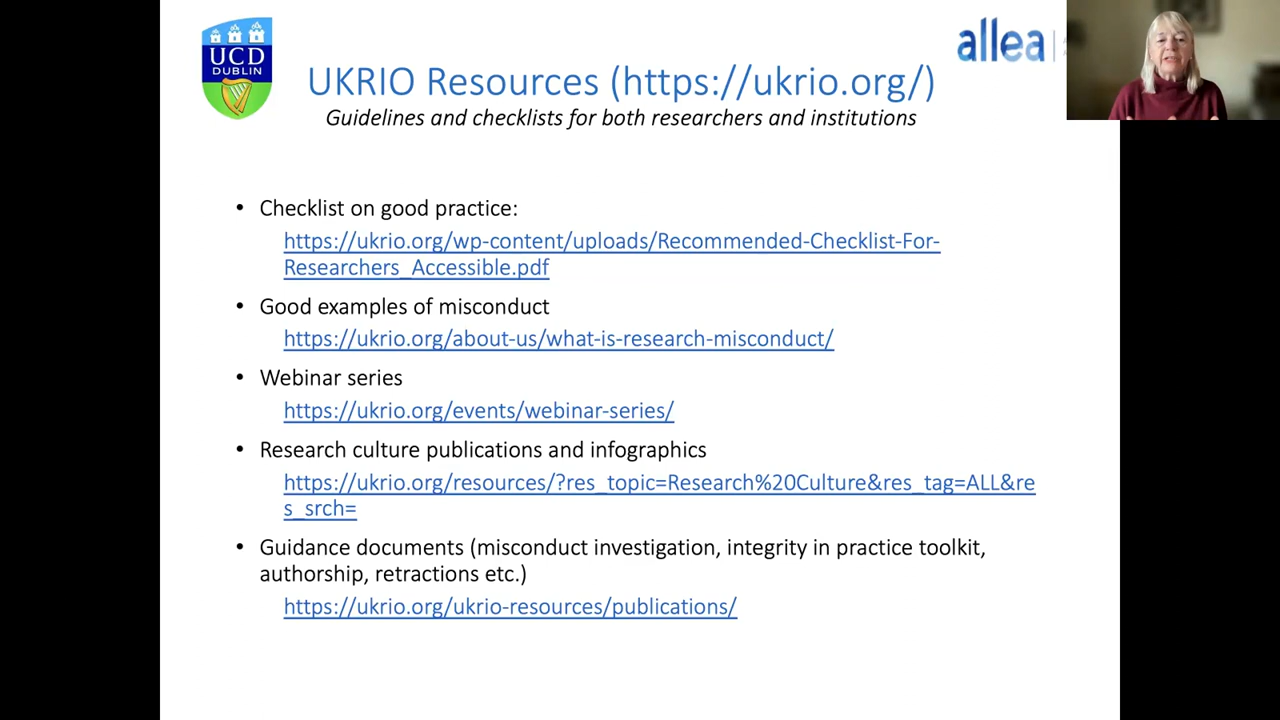 UCD
DUBLIN
allea
UKRIO Resources (https://ukrio.org/)
Guidelines and checklists for both researchers and institutions
• Checklist on good practice:
https://ukrio.org/wp-content/uploads/Recommended-Checklist-For-
Researchers_Accessible.pdf
• Good examples of misconduct
https://ukrio.org/about-us/what-is-research-misconduct/
• Webinar series
https://ukrio.org/events/webinar-series/
• Research culture publications and infographics
https://ukrio.org/resources/?res_topic=Research%20Culture&res_tag=ALL&re
s_srch=
• Guidance documents (misconduct investigation, integrity in practice toolkit,
authorship, retractions etc.)
https://ukrio.org/ukrio-resources/publications/